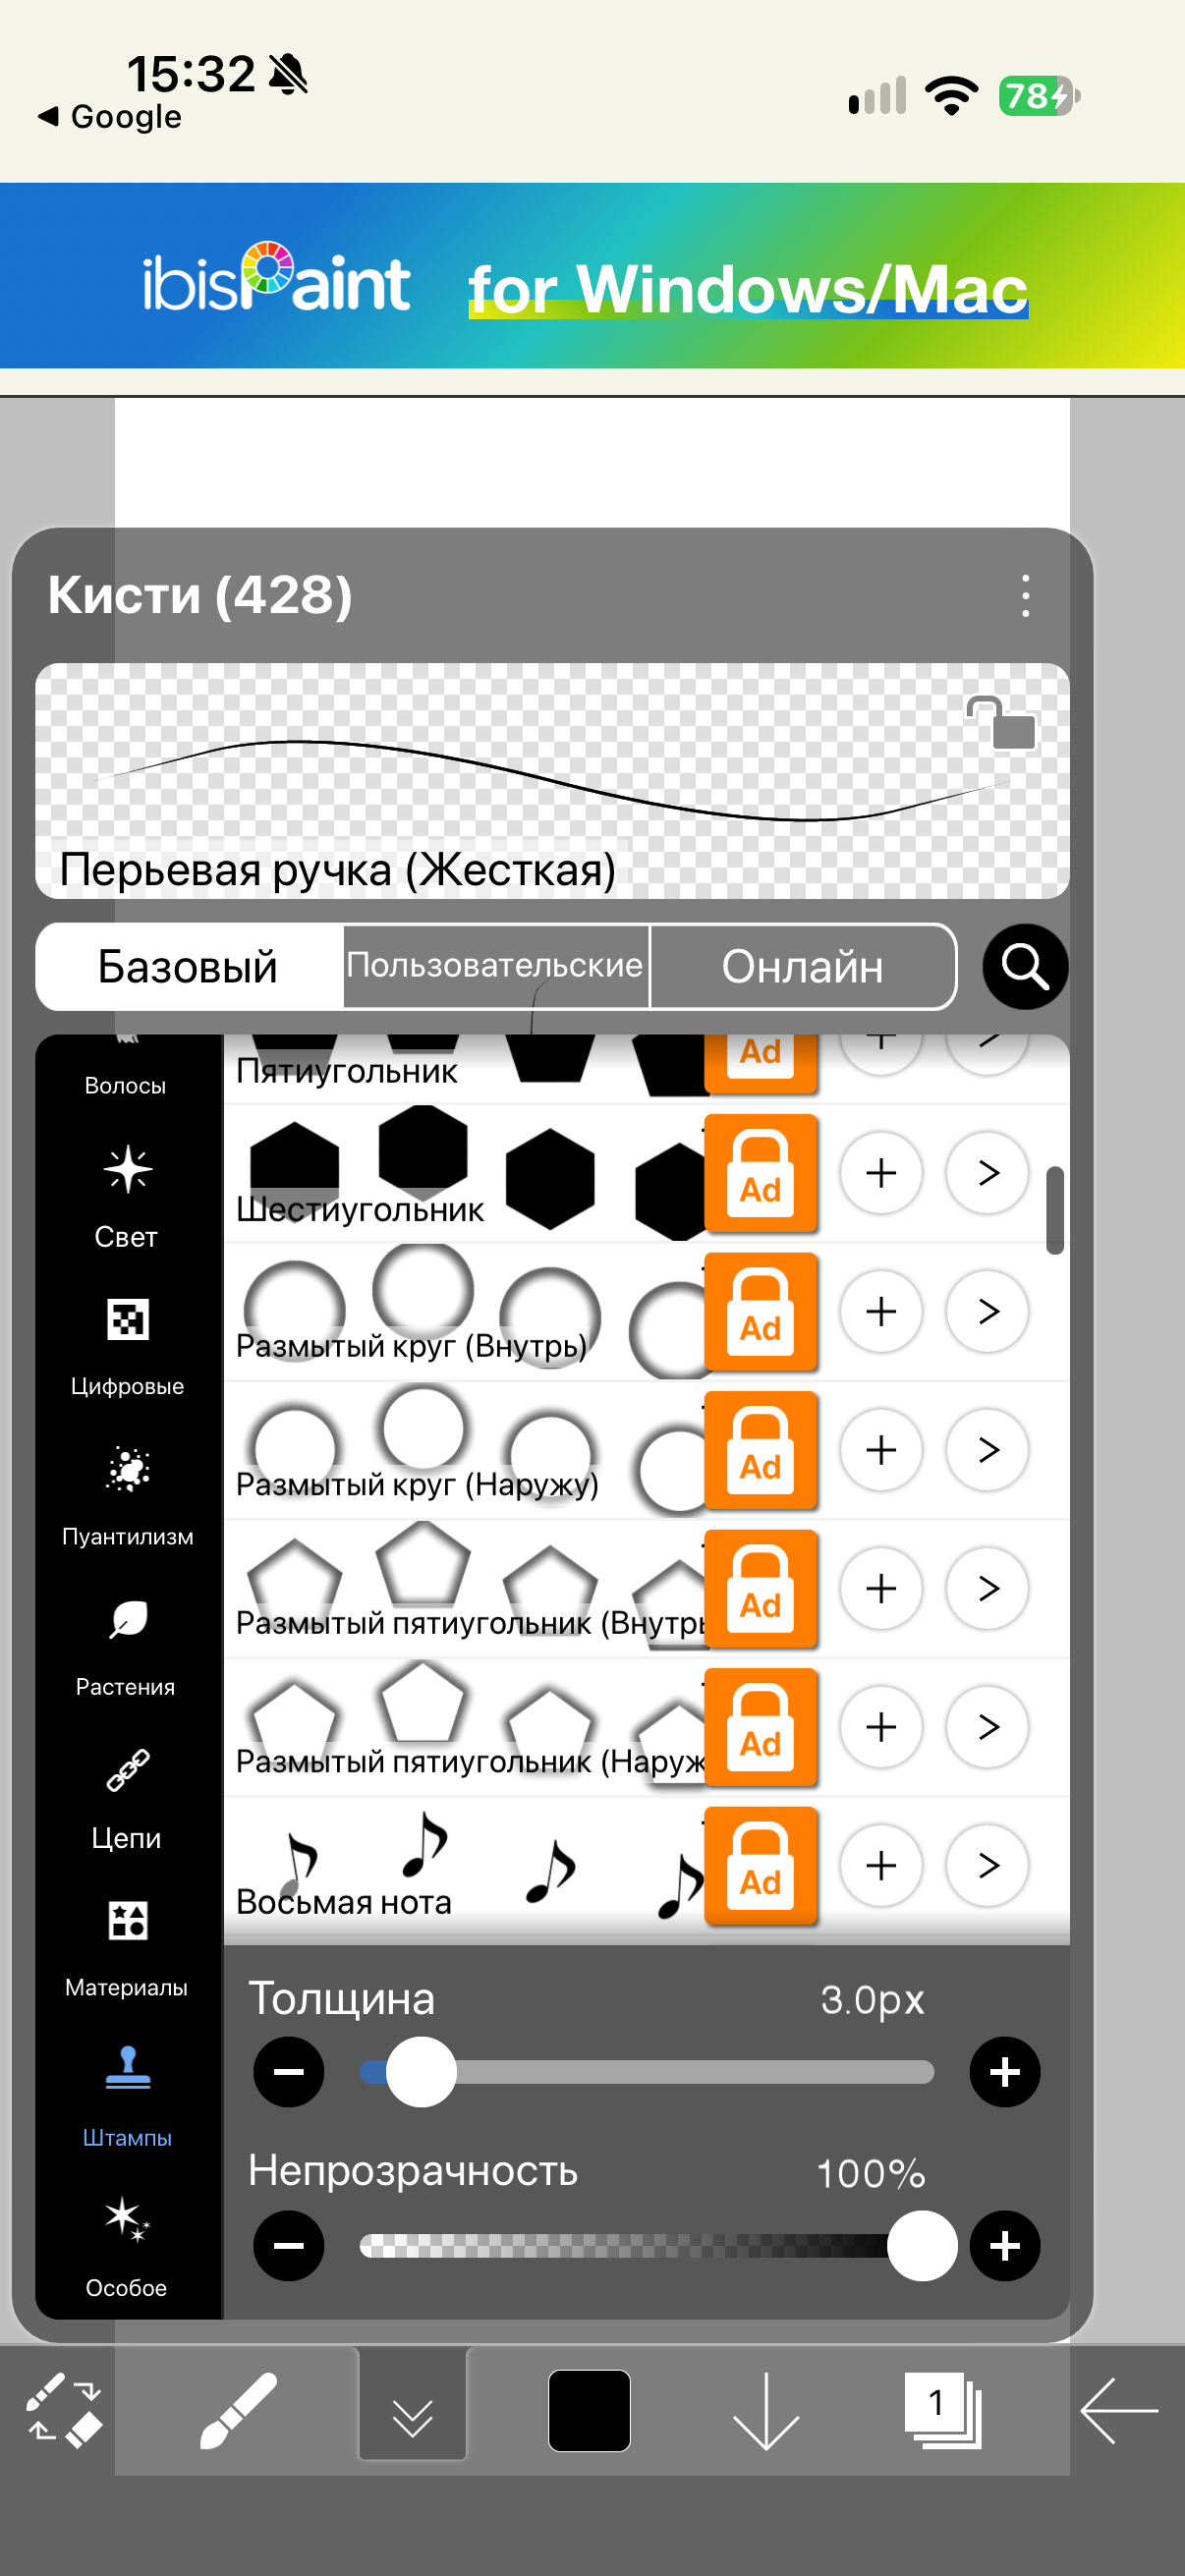 15:32
◀ Google
78
ibisPaint for Windows/Mac
Кисти (428)
Перьевая ручка (Жесткая)
Базовый Пользовательские Онлайн
Волосы
Свет
Цифровые
Пуантилизм
Растения
Цепи
Материалы
Штампы
Особое
Пятиугольник Ad
Шестиугольник Ad
Размытый круг (Внутрь) Ad
Размытый круг (Наружу) Ad
Размытый пятиугольник (Внутрь Ad
Размытый пятиугольник (Наруж Ad
Восьмая нота Ad
Толщина 3.0px
Непрозрачность 100%
1